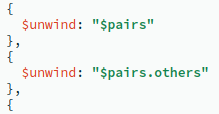 {
  $unwind: "$pairs"
},
{
  $unwind: "$pairs.others"
},
{